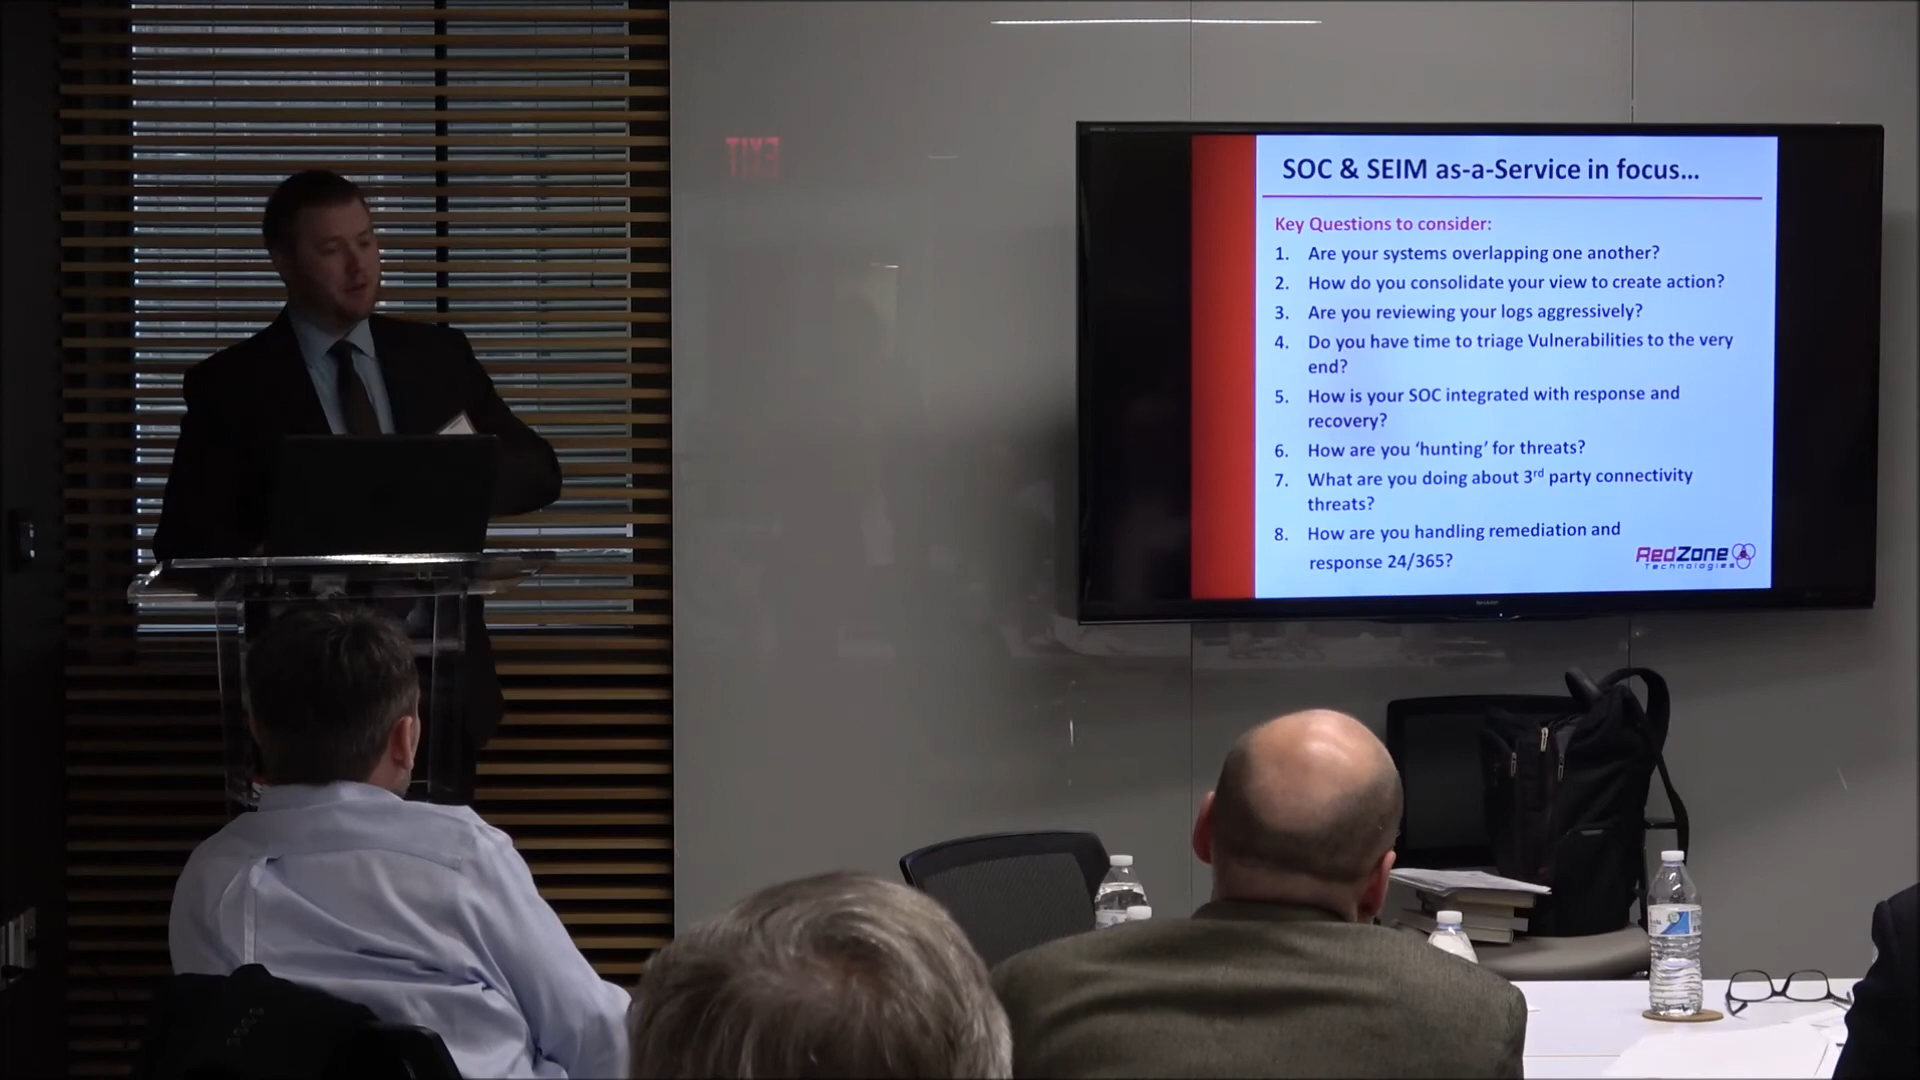 TIXE
SOC & SEIM as-a-Service in focus...
Key Questions to consider:
1. Are your systems overlapping one another?
2. How do you consolidate your view to create action?
3. Are you reviewing your logs aggressively?
4. Do you have time to triage Vulnerabilities to the very
end?
5. How is your SOC integrated with response and
recovery?
6. How are you ‘hunting’ for threats?
7. What are you doing about 3rd party connectivity
threats?
8. How are you handling remediation and
response 24/365?
RedZone
Technologies
SHARP